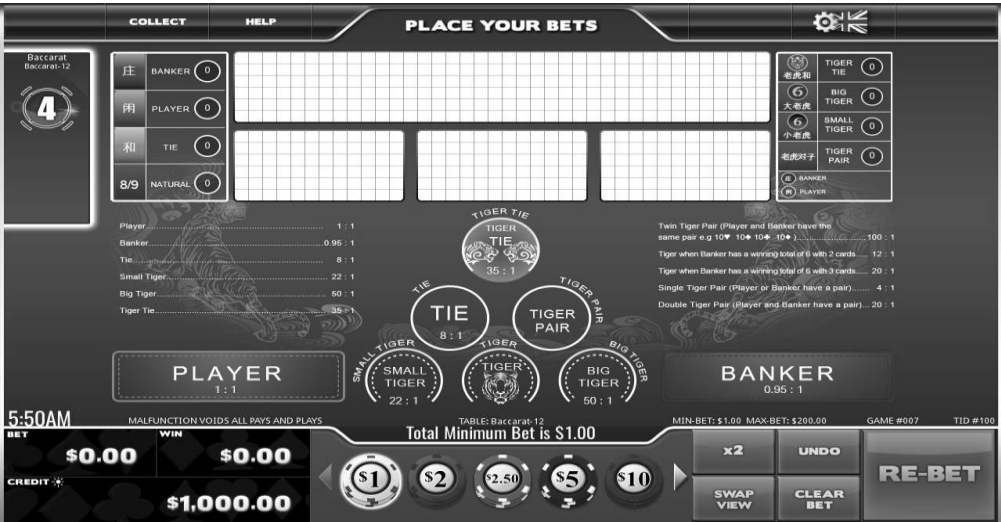 COLLECT
HELP
PLACE YOUR BETS
Baccarat
Baccarat-12
4
庄 BANKER 0
闲 PLAYER 0
和 TIE 0
8/9 NATURAL 0
老虎和 TIGER TIE 0
6 大老虎 BIG TIGER 0
6 小老虎 SMALL TIGER 0
老虎对子 TIGER PAIR 0
庄 BANKER
闲 PLAYER
Player 1 : 1
Banker 0.95 : 1
Tie 8 : 1
Small Tiger 22 : 1
Big Tiger 50 : 1
Tiger Tie 35 : 1
TIGER TIE
TIGER
TIE
35 : 1
Twin Tiger Pair (Player and Banker have the
same pair e.g 10♥ 10♠ 10♣ 10♦ ) 100 : 1
Tiger when Banker has a winning total of 6 with 2 cards 12 : 1
Tiger when Banker has a winning total of 6 with 3 cards 20 : 1
Single Tiger Pair (Player or Banker have a pair) 4 : 1
Double Tiger Pair (Player and Banker have a pair) 20 : 1
TIE
TIE
8 : 1
TIGER PAIR
TIGER
PAIR
SMALL TIGER
SMALL
TIGER
22 : 1
TIGER
TIGER
BIG TIGER
BIG
TIGER
50 : 1
PLAYER
1 : 1
BANKER
0.95 : 1
5:50AM
MALFUNCTION VOIDS ALL PAYS AND PLAYS
TABLE: Baccarat-12
MIN-BET: $1.00 MAX-BET: $200.00
GAME #007
TID #100
Total Minimum Bet is $1.00
BET
$0.00
WIN
$0.00
CREDIT
$1,000.00
$1
$2
$2.50
$5
$10
x2
UNDO
SWAP
VIEW
CLEAR
BET
RE-BET